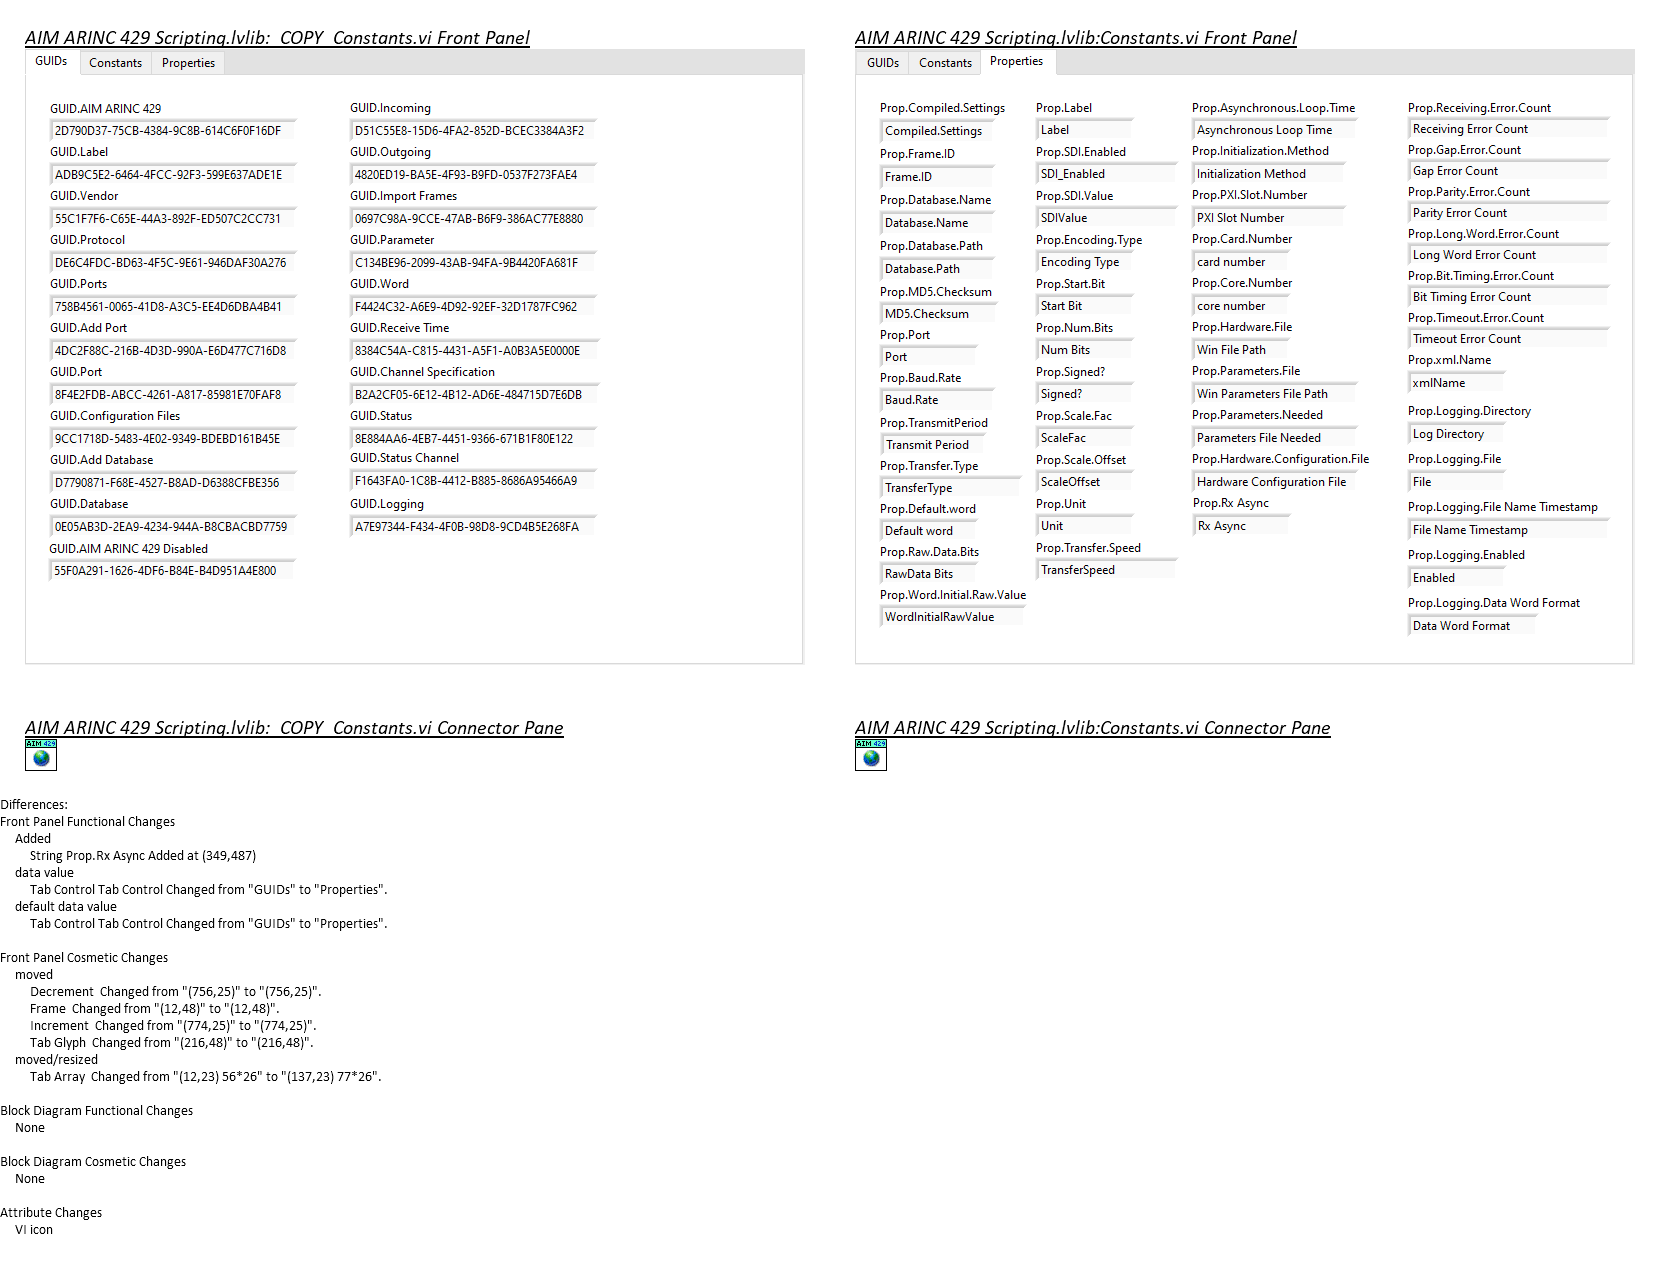 AIM ARINC 429 Scripting.lvlib:_COPY_Constants.vi Front Panel
GUIDs Constants Properties
GUID.AIM ARINC 429
2D790D37-75CB-4384-9C8B-614C6F0F16DF
GUID.Label
ADB9C5E2-6464-4FCC-92F3-599E637ADE1E
GUID.Vendor
55C1F7F6-C65E-44A3-892F-ED507C2CC731
GUID.Protocol
DE6C4FDC-BD63-4F5C-9E61-946DAF30A276
GUID.Ports
758B4561-0065-41D8-A3C5-EE4D6DBA4B41
GUID.Add Port
4DC2F88C-216B-4D3D-990A-E6D477C716D8
GUID.Port
8F4E2FDB-ABCC-4261-A817-85981E70FAF8
GUID.Configuration Files
9CC1718D-5483-4E02-9349-BDEBD161B45E
GUID.Add Database
D7790871-F68E-4527-B8AD-D6388CFBE356
GUID.Database
0E05AB3D-2EA9-4234-944A-B8CBACBD7759
GUID.AIM ARINC 429 Disabled
55F0A291-1626-4DF6-B84E-B4D951A4E800
GUID.Incoming
D51C55E8-15D6-4FA2-852D-BCEC3384A3F2
GUID.Outgoing
4820ED19-BA5E-4F93-B9FD-0537F273FAE4
GUID.Import Frames
0697C98A-9CCE-47AB-B6F9-386AC77E8880
GUID.Parameter
C134BE96-2099-43AB-94FA-9B4420FA681F
GUID.Word
F4424C32-A6E9-4D92-92EF-32D1787FC962
GUID.Receive Time
8384C54A-C815-4431-A5F1-A0B3A5E0000E
GUID.Channel Specification
B2A2CF05-6E12-4B12-AD6E-484715D7E6DB
GUID.Status
8E884AA6-4EB7-4451-9366-671B1F80E122
GUID.Status Channel
F1643FA0-1C8B-4412-B885-8686A95466A9
GUID.Logging
A7E97344-F434-4F0B-98D8-9CD4B5E268FA
AIM ARINC 429 Scripting.lvlib:Constants.vi Front Panel
GUIDs Constants Properties
Prop.Compiled.Settings
Compiled.Settings
Prop.Frame.ID
Frame.ID
Prop.Database.Name
Database.Name
Prop.Database.Path
Database.Path
Prop.MD5.Checksum
MD5.Checksum
Prop.Port
Port
Prop.Baud.Rate
Baud.Rate
Prop.TransmitPeriod
Transmit Period
Prop.Transfer.Type
TransferType
Prop.Default.word
Default word
Prop.Raw.Data.Bits
RawData Bits
Prop.Word.Initial.Raw.Value
WordInitialRawValue
Prop.Label
Label
Prop.SDI.Enabled
SDI_Enabled
Prop.SDI.Value
SDIValue
Prop.Encoding.Type
Encoding Type
Prop.Start.Bit
Start Bit
Prop.Num.Bits
Num Bits
Prop.Signed?
Signed?
Prop.Scale.Fac
ScaleFac
Prop.Scale.Offset
ScaleOffset
Prop.Unit
Unit
Prop.Transfer.Speed
TransferSpeed
Prop.Asynchronous.Loop.Time
Asynchronous Loop Time
Prop.Initialization.Method
Initialization Method
Prop.PXI.Slot.Number
PXI Slot Number
Prop.Card.Number
card number
Prop.Core.Number
core number
Prop.Hardware.File
Win File Path
Prop.Parameters.File
Win Parameters File Path
Prop.Parameters.Needed
Parameters File Needed
Prop.Hardware.Configuration.File
Hardware Configuration File
Prop.Rx Async
Rx Async
Prop.Receiving.Error.Count
Receiving Error Count
Prop.Gap.Error.Count
Gap Error Count
Prop.Parity.Error.Count
Parity Error Count
Prop.Long.Word.Error.Count
Long Word Error Count
Prop.Bit.Timing.Error.Count
Bit Timing Error Count
Prop.Timeout.Error.Count
Timeout Error Count
Prop.xml.Name
xmlName
Prop.Logging.Directory
Log Directory
Prop.Logging.File
File
Prop.Logging.File Name Timestamp
File Name Timestamp
Prop.Logging.Enabled
Enabled
Prop.Logging.Data Word Format
Data Word Format
AIM ARINC 429 Scripting.lvlib:_COPY_Constants.vi Connector Pane
AIM 429
AIM ARINC 429 Scripting.lvlib:Constants.vi Connector Pane
AIM 429
Differences:
Front Panel Functional Changes
Added
String Prop.Rx Async Added at (349,487)
data value
Tab Control Tab Control Changed from "GUIDs" to "Properties".
default data value
Tab Control Tab Control Changed from "GUIDs" to "Properties".
Front Panel Cosmetic Changes
moved
Decrement  Changed from "(756,25)" to "(756,25)".
Frame  Changed from "(12,48)" to "(12,48)".
Increment  Changed from "(774,25)" to "(774,25)".
Tab Glyph  Changed from "(216,48)" to "(216,48)".
moved/resized
Tab Array  Changed from "(12,23) 56*26" to "(137,23) 77*26".
Block Diagram Functional Changes
None
Block Diagram Cosmetic Changes
None
Attribute Changes
VI icon